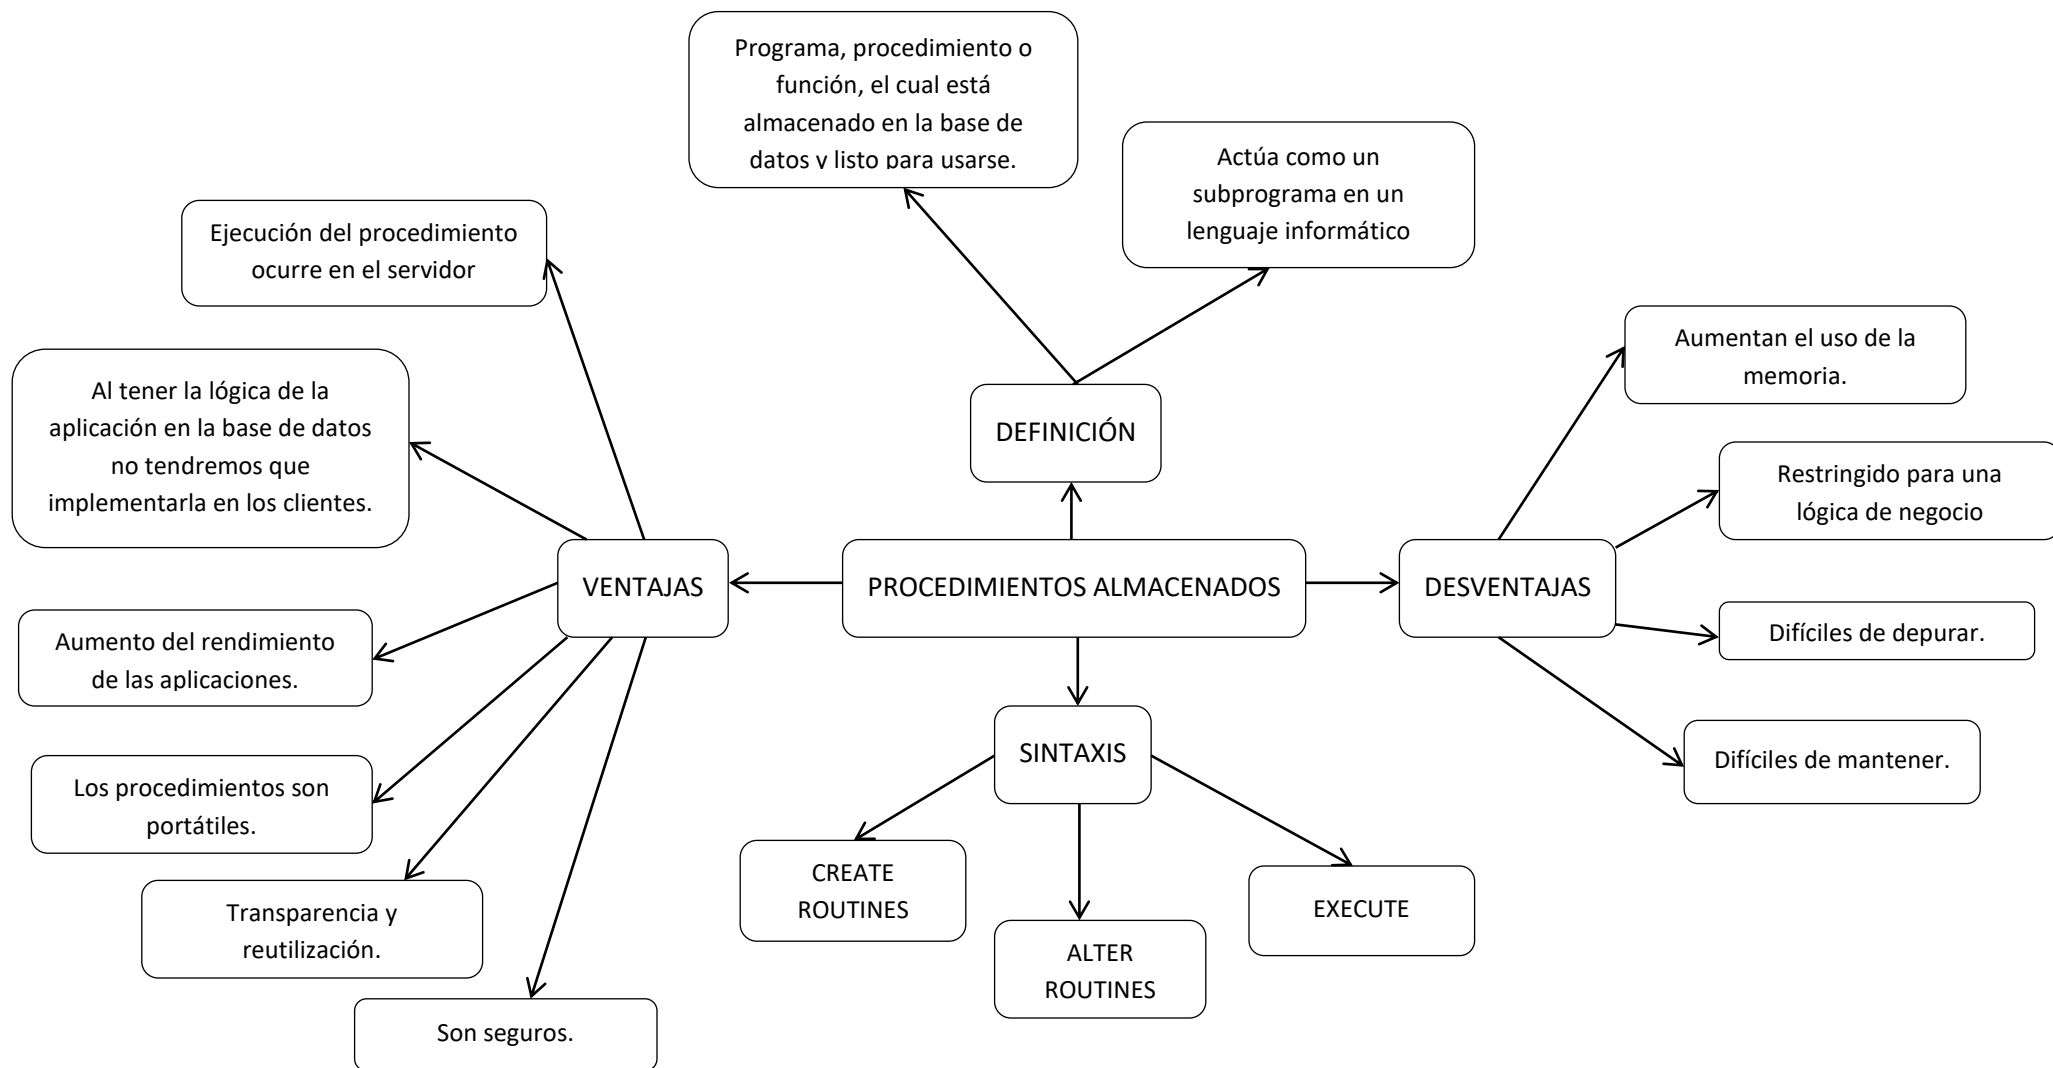 Programa, procedimiento o
función, el cual está
almacenado en la base de
datos y listo para usarse.
Actúa como un
subprograma en un
lenguaje informático
Ejecución del procedimiento
ocurre en el servidor
Aumentan el uso de la
memoria.
Al tener la lógica de la
aplicación en la base de datos
no tendremos que
implementarla en los clientes.
DEFINICIÓN
Restringido para una
lógica de negocio
VENTAJAS
PROCEDIMIENTOS ALMACENADOS
DESVENTAJAS
Aumento del rendimiento
de las aplicaciones.
Difíciles de depurar.
SINTAXIS
Difíciles de mantener.
Los procedimientos son
portátiles.
CREATE
ROUTINES
EXECUTE
Transparencia y
reutilización.
ALTER
ROUTINES
Son seguros.